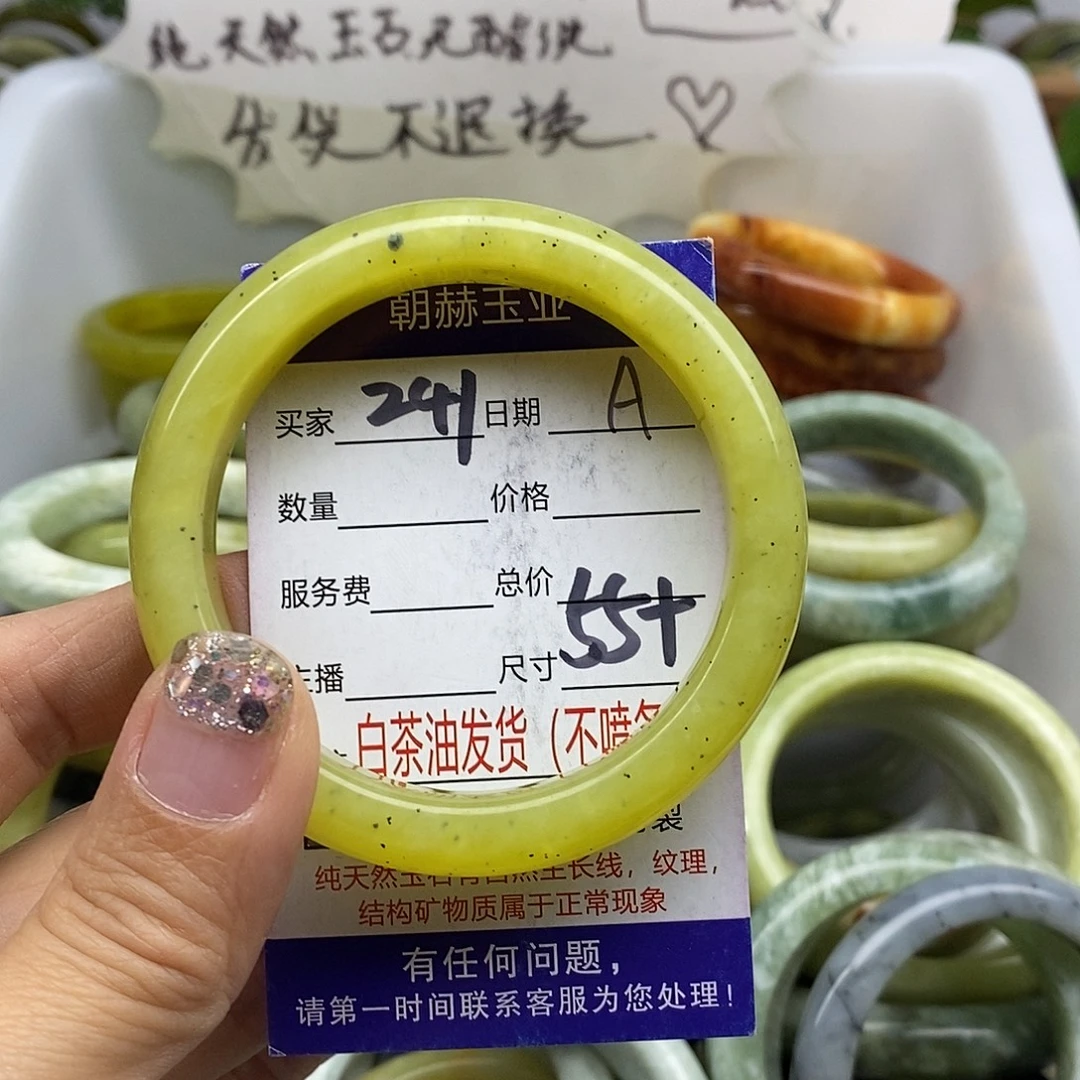 纯天然玉石无酸洗.
售货不退换.♡
朝赫玉业
买家 241 日期 A
数量 价格
服务费 总价
主播 尺寸 55+
白茶油发货(不喷
裂
纯天然玉石有自然生长线，纹理，
结构矿物质属于正常现象
有任何问题，
请第一时间联系客服为您处理！